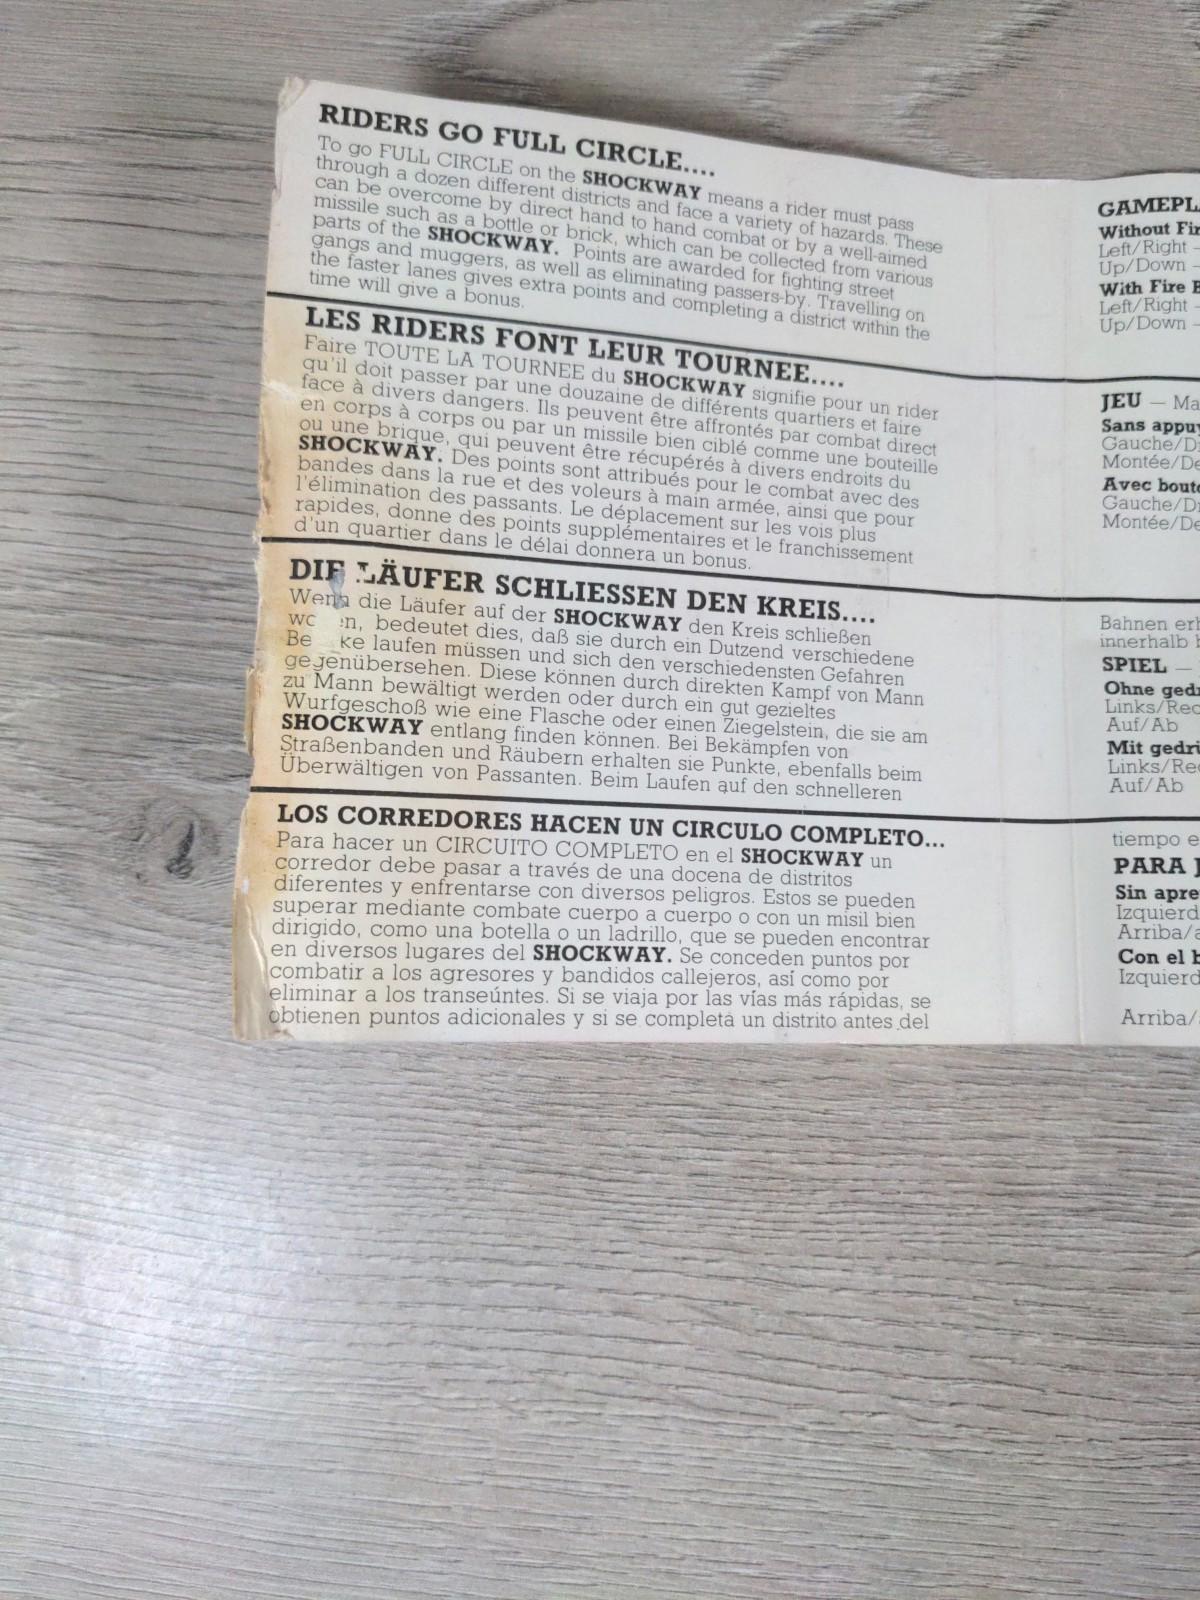 RIDERS GO FULL CIRCLE....
To go FULL CIRCLE on the SHOCKWAY means a rider must pass
through a dozen different districts and face a variety of hazards. These
can be overcome by direct hand to hand combat or by a well-aimed
missile such as a bottle or brick, which can be collected from various
parts of the SHOCKWAY. Points are awarded for fighting street
gangs and muggers, as well as eliminating passers-by. Travelling on
the faster lanes gives extra points and completing a district within the
time will give a bonus.
LES RIDERS FONT LEUR TOURNEE....
Faire TOUTE LA TOURNEE du SHOCKWAY signifie pour un rider
qu'il doit passer par une douzaine de différents quartiers et faire
face à divers dangers. Ils peuvent être affrontés par combat direct
en corps à corps ou par un missile bien ciblé comme une bouteille
ou une brique, qui peuvent être récupérés à divers endroits du
SHOCKWAY. Des points sont attribués pour le combat avec des
bandes dans la rue et des voleurs à main armée, ainsi que pour
l'élimination des passants. Le déplacement sur les vois plus
rapides, donne des points supplémentaires et le franchissement
d'un quartier dans le délai donnera un bonus.
DIE LÄUFER SCHLIESSEN DEN KREIS....
Wenn die Läufer auf der SHOCKWAY den Kreis schließen
bedeutet dies, daß sie durch ein Dutzend verschiedene
laufen müssen und sich den verschiedensten Gefahren
gegenübersehen. Diese können durch direkten Kampf von Mann
zu Mann bewältigt werden oder durch ein gut gezieltes
Wurfgeschoß wie eine Flasche oder einen Ziegelstein, die sie am
SHOCKWAY entlang finden können. Bei Bekämpfen von
Straßenbanden und Räubern erhalten sie Punkte, ebenfalls beim
Überwältigen von Passanten. Beim Laufen auf den schnelleren
LOS CORREDORES HACEN UN CIRCULO COMPLETO...
Para hacer un CIRCUITO COMPLETO en el SHOCKWAY un
corredor debe pasar a través de una docena de distritos
diferentes y enfrentarse con diversos peligros. Estos se pueden
superar mediante combate cuerpo a cuerpo o con un misil bien
dirigido, como una botella o un ladrillo, que se pueden encontrar
en diversos lugares del SHOCKWAY. Se conceden puntos por
combatir a los agresores y bandidos callejeros, así como por
eliminar a los transeúntes. Si se viaja por las vías más rápidas, se
obtienen puntos adicionales y si se completa un distrito antes del
GAMEPL
Without Fir
Left/Right -
Up/Down -
With Fire B
Left/Right
Up/Down -
JEU — Ma
Sans appuy
Gauche/D
Montée/De
Avec bout
Gauche/D
Montée/De
Bahnen erh
innerhalb
SPIEL —
Ohne ged
Links/Rec
Auf/Ab
Mit gedrü
Links/Rec
Auf/Ab
tiempo e
PARA J
Sin apre
Izquierd
Arriba/a
Con el b
Izquierd
Arriba/